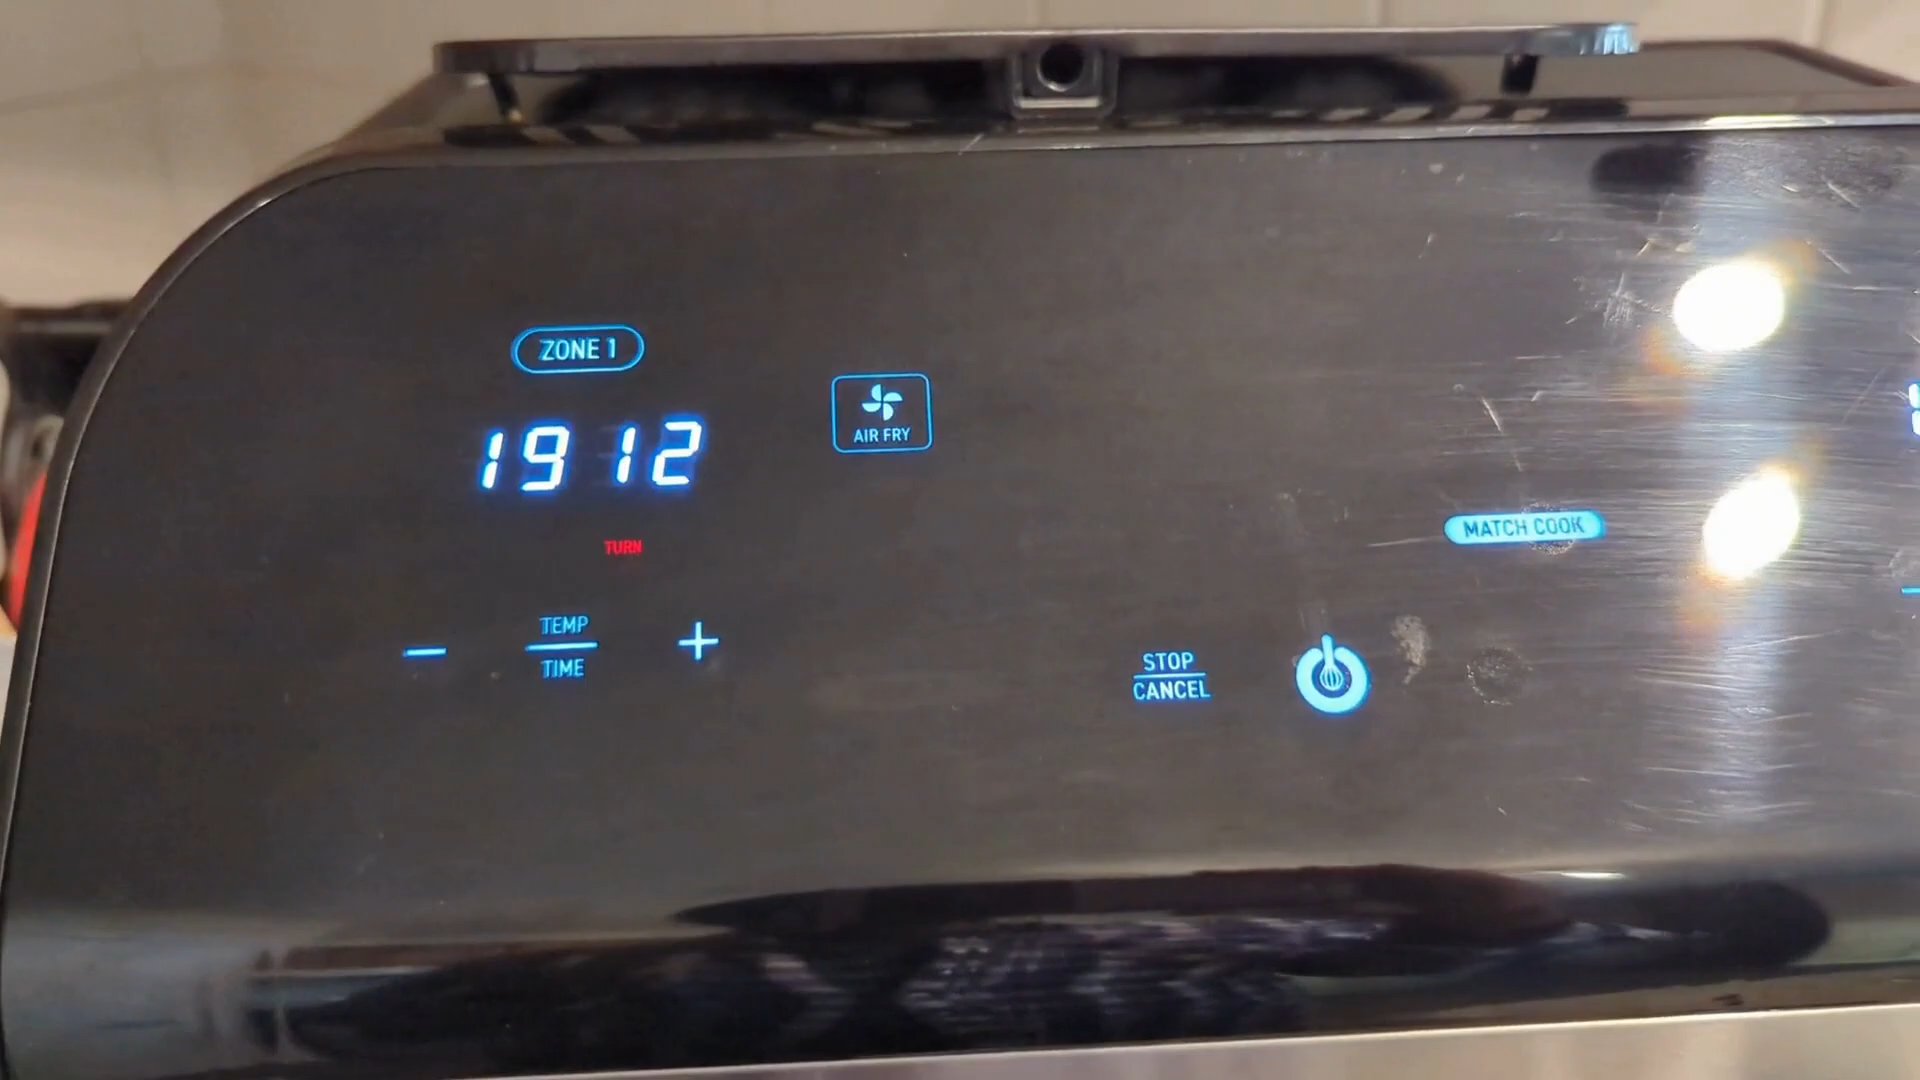 ZONE 1
19 12
AIR FRY
TURN
MATCH COOK
TEMP
TIME
STOP
CANCEL